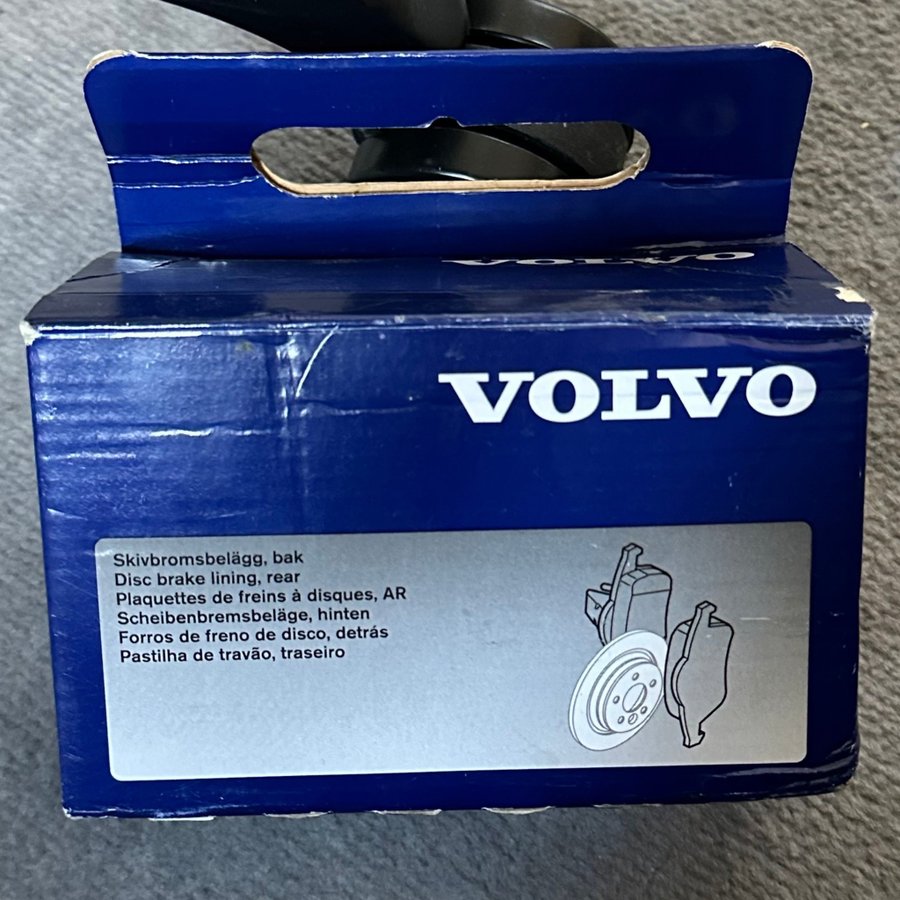 VOLVO
VOLVO
Skivbromsbelägg, bak
Disc brake lining, rear
Plaquettes de freins à disques, AR
Scheibenbremsbeläge, hinten
Forros de freno de disco, detrás
Pastilha de travão, traseiro